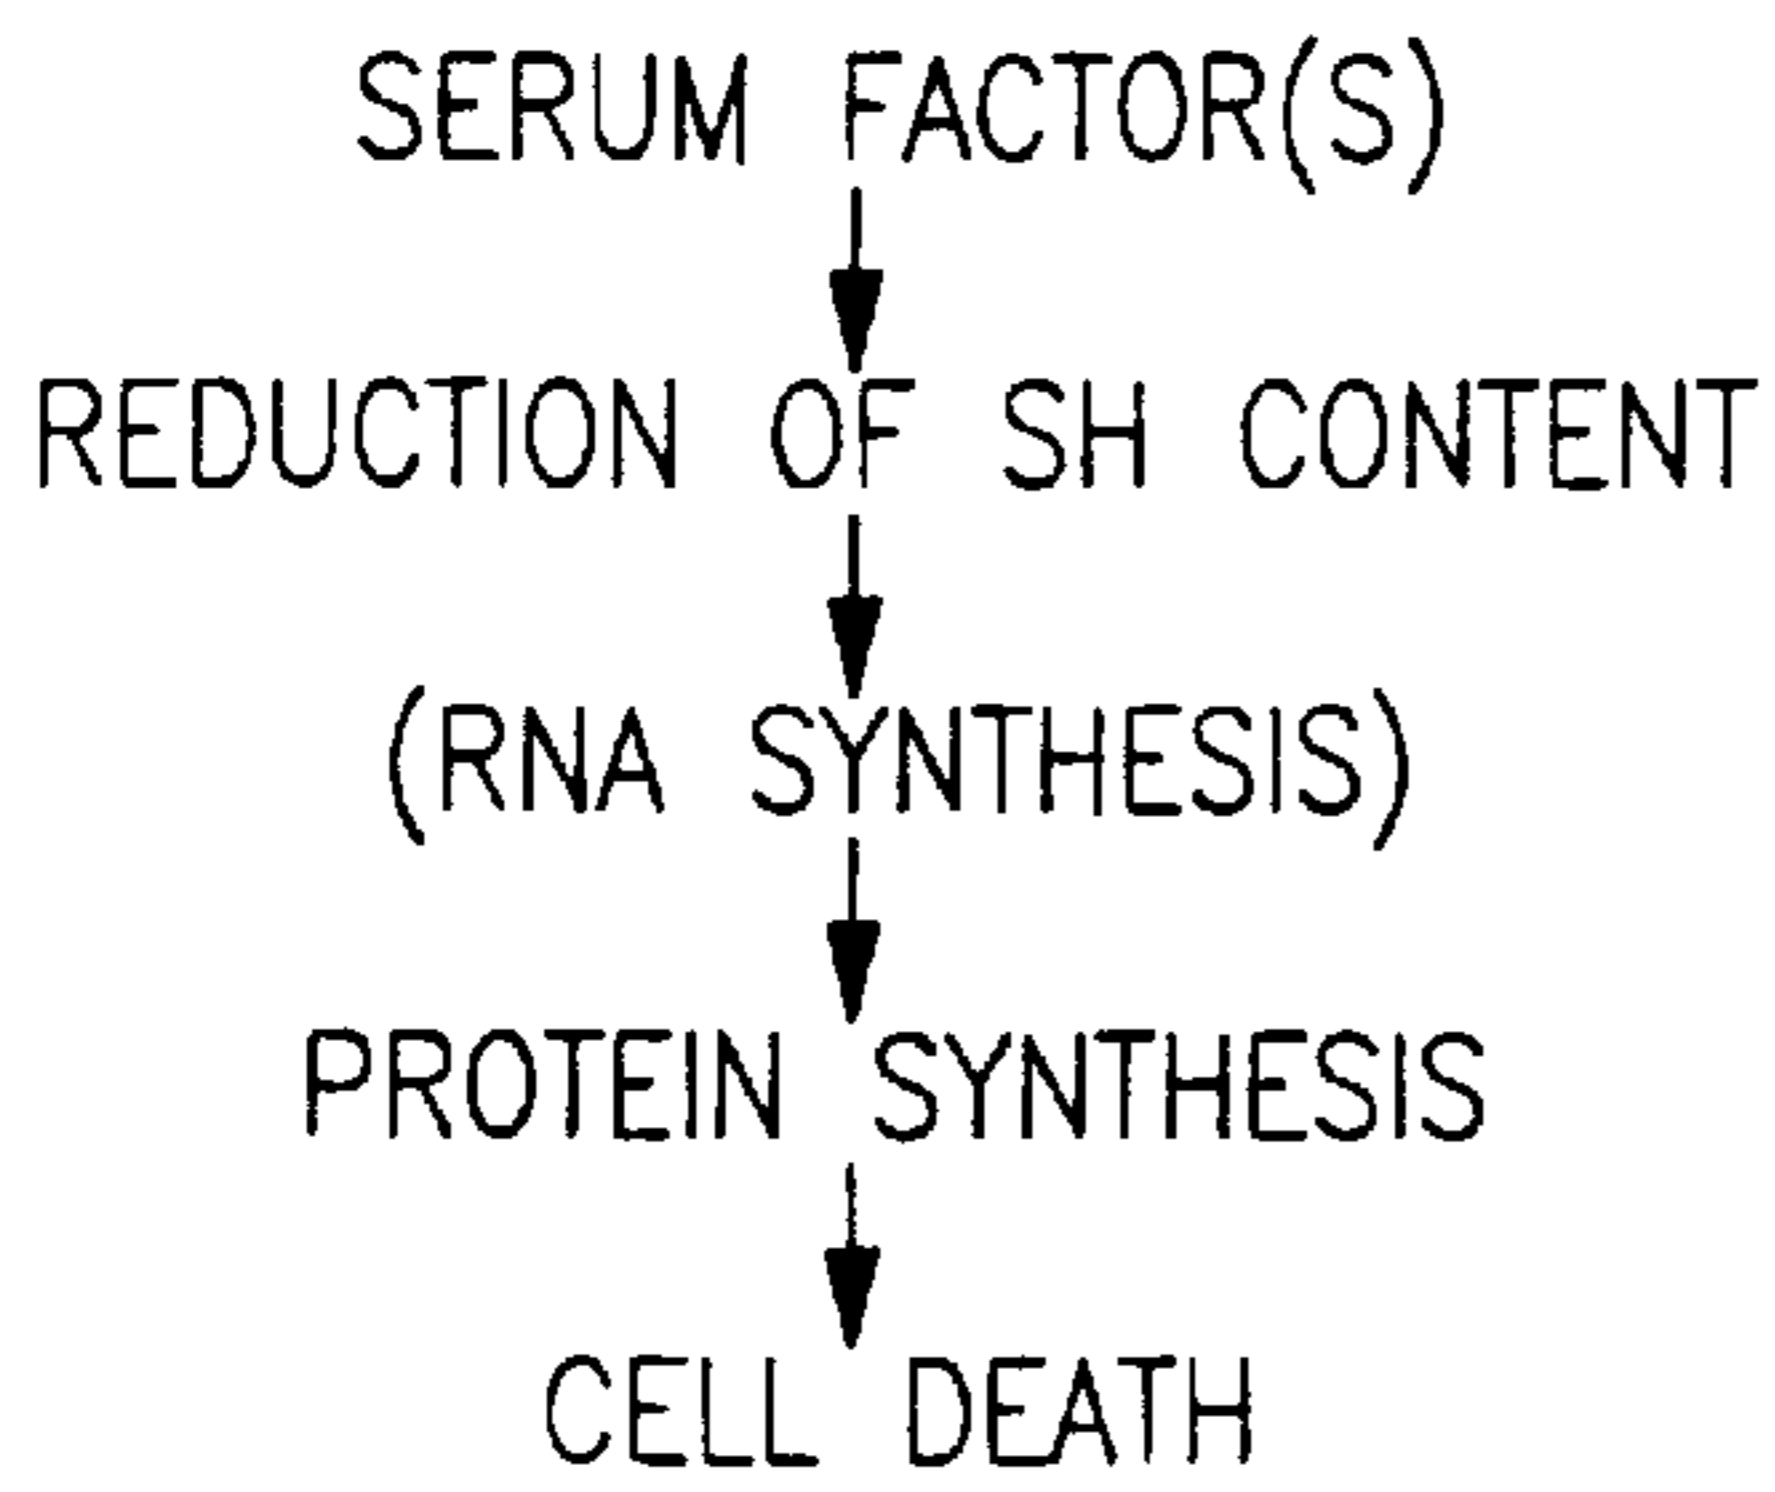 SERUM FACTOR(S)
REDUCTION OF SH CONTENT
(RNA SYNTHESIS)
PROTEIN SYNTHESIS
CELL DEATH